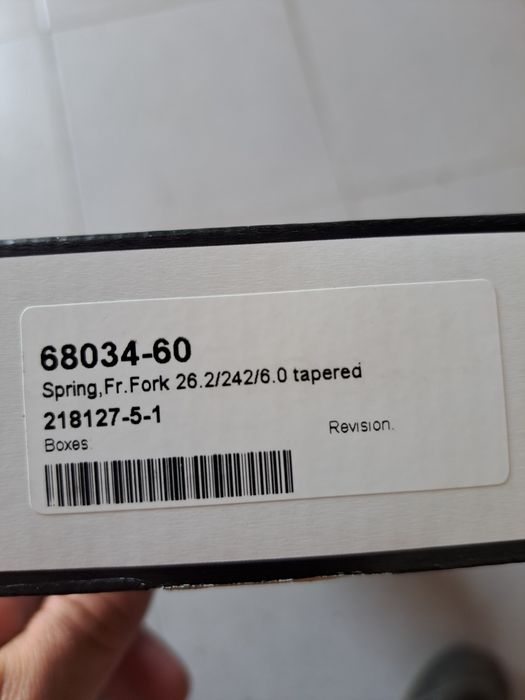 68034-60
Spring,Fr.Fork 26.2/242/6.0 tapered
218127-5-1
Boxes:
Revision.